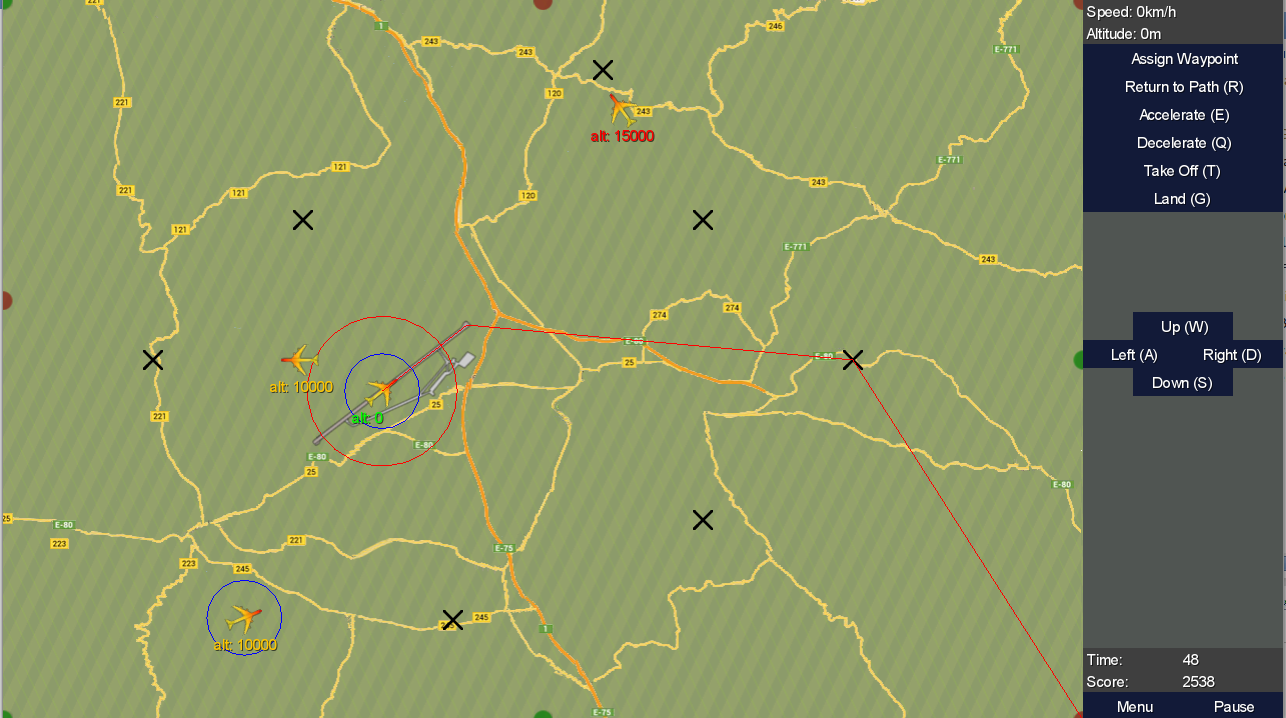 221
1
243
243
246
E-771
Speed: 0km/h
Altitude: 0m
Assign Waypoint
Return to Path (R)
Accelerate (E)
Decelerate (Q)
Take Off (T)
Land (G)
221
120
243
alt: 15000
E-771
121
243
221
121
120
121
E-771
243
274
274
Up (W)
Left (A)
Right (D)
Down (S)
E-80
25
alt: 10000
25
221
alt: 0
E-80
E-80
25
E-80
25
E-80
223
221
E-75
223
245
245
1
alt: 10000
E-75
Time: 48
Score: 2538
Menu
Pause